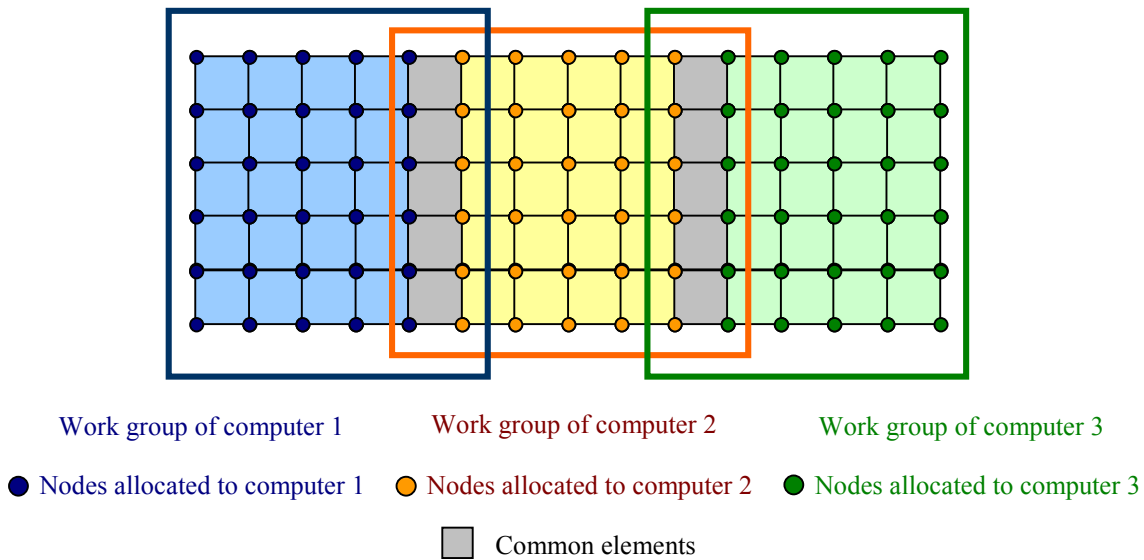 Work group of computer 1
Work group of computer 2
Work group of computer 3
Nodes allocated to computer 1
Nodes allocated to computer 2
Nodes allocated to computer 3
Common elements